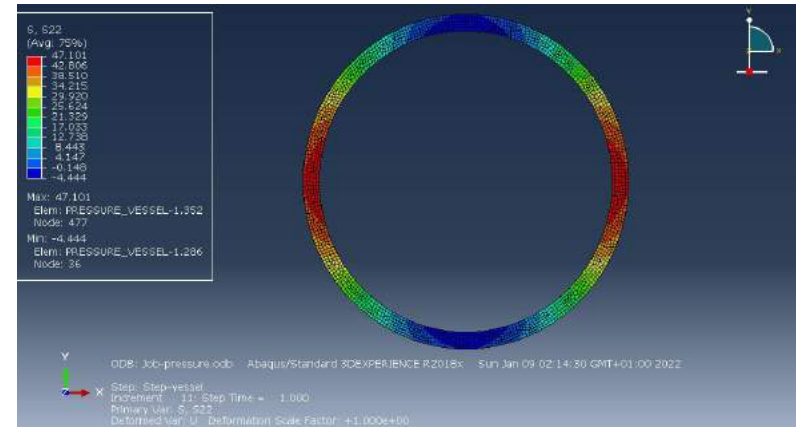 S, S22
(Avg: 75%)
47.101
42.806
38.510
34.215
29.920
25.624
21.329
17.033
12.738
8.443
4.147
-0.148
-4.444
Max: 47.101
Elem: PRESSURE_VESSEL-1.352
Node: 477
Min: -4.444
Elem: PRESSURE_VESSEL-1.286
Node: 36
Y
X
Z
Y
X
ODB: Job-pressure.odb Abaqus/Standard 3DEXPERIENCE R2018x Sun Jan 09 02:14:30 GMT+01:00 2022
Step: Step-vessel
Increment 11: Step Time = 1.000
Primary Var: S, S22
Deformed Var: U Deformation Scale Factor: +1.000e+00